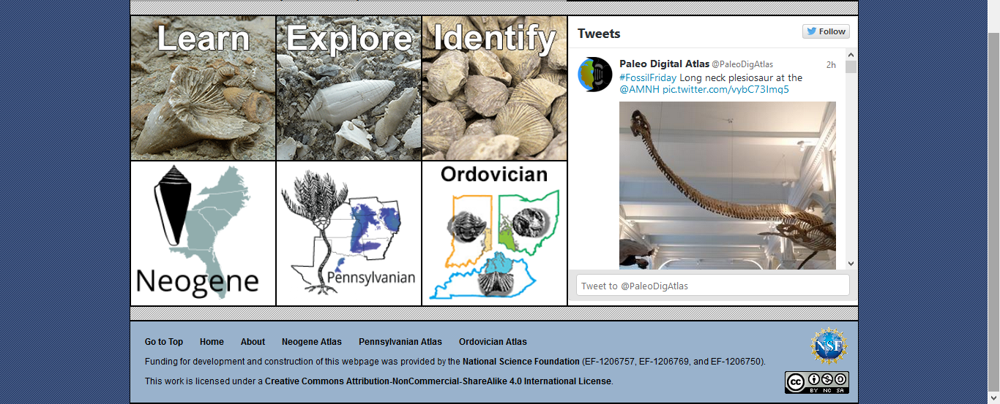 Learn
Explore
Identify
Neogene
Pennsylvanian
Ordovician
Tweets
Follow
Paleo Digital Atlas @PaleoDigAtlas 2h
#FossilFriday Long neck plesiosaur at the
@AMNH pic.twitter.com/vybC73Img5
Tweet to @PaleoDigAtlas
Go to Top Home About Neogene Atlas Pennsylvanian Atlas Ordovician Atlas
Funding for development and construction of this webpage was provided by the National Science Foundation (EF-1206757, EF-1206769, and EF-1206750).
This work is licensed under a Creative Commons Attribution-NonCommercial-ShareAlike 4.0 International License.
NSF
cc
BY NC SA